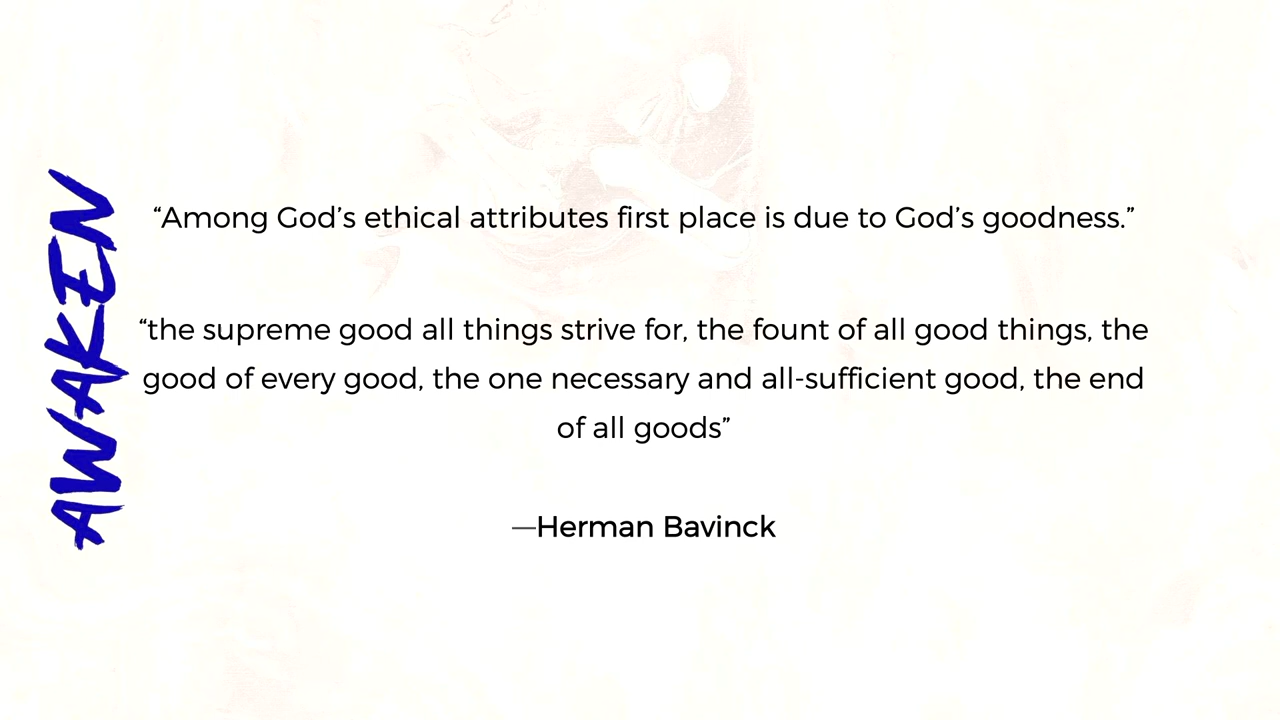 AWAKEN
“Among God’s ethical attributes first place is due to God’s goodness.”
“the supreme good all things strive for, the fount of all good things, the
good of every good, the one necessary and all-sufficient good, the end
of all goods”
—Herman Bavinck